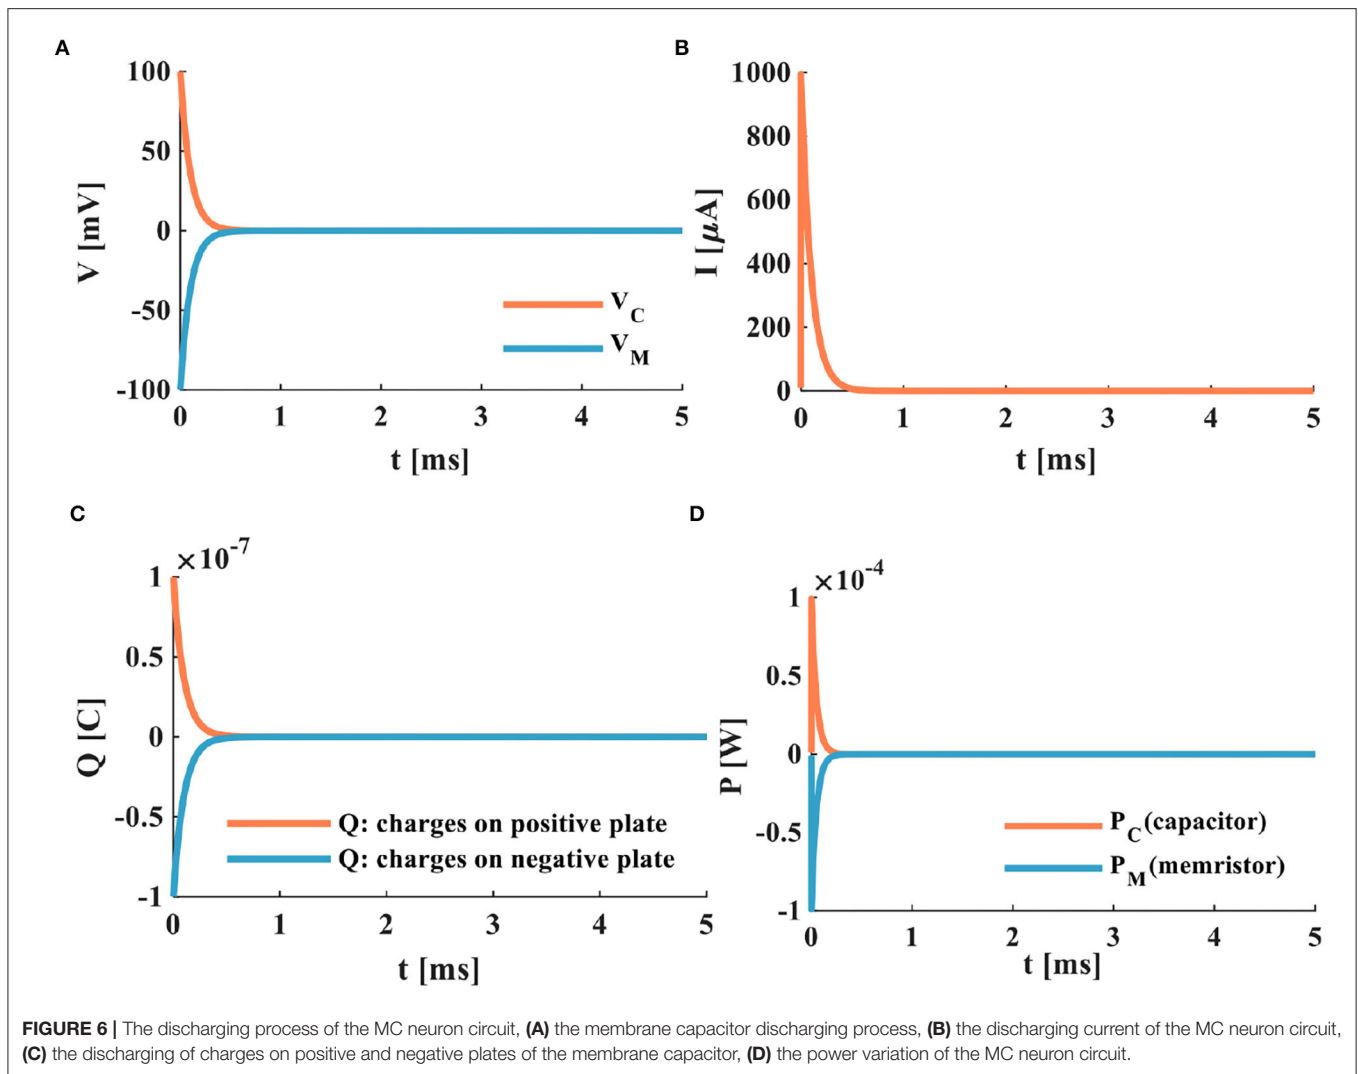 A
100
50
0
-50
-100
V [mV]
V_C
V_M
0 1 2 3 4 5
t [ms]
B
1000
800
600
400
200
0
I [μA]
0 1 2 3 4 5
t [ms]
C
×10^-7
1
0.5
0
-0.5
-1
Q [C]
Q: charges on positive plate
Q: charges on negative plate
0 1 2 3 4 5
t [ms]
D
×10^-4
1
0.5
0
-0.5
-1
P [W]
P_C (capacitor)
P_M (memristor)
0 1 2 3 4 5
t [ms]
FIGURE 6 | The discharging process of the MC neuron circuit, (A) the membrane capacitor discharging process, (B) the discharging current of the MC neuron circuit,
(C) the discharging of charges on positive and negative plates of the membrane capacitor, (D) the power variation of the MC neuron circuit.